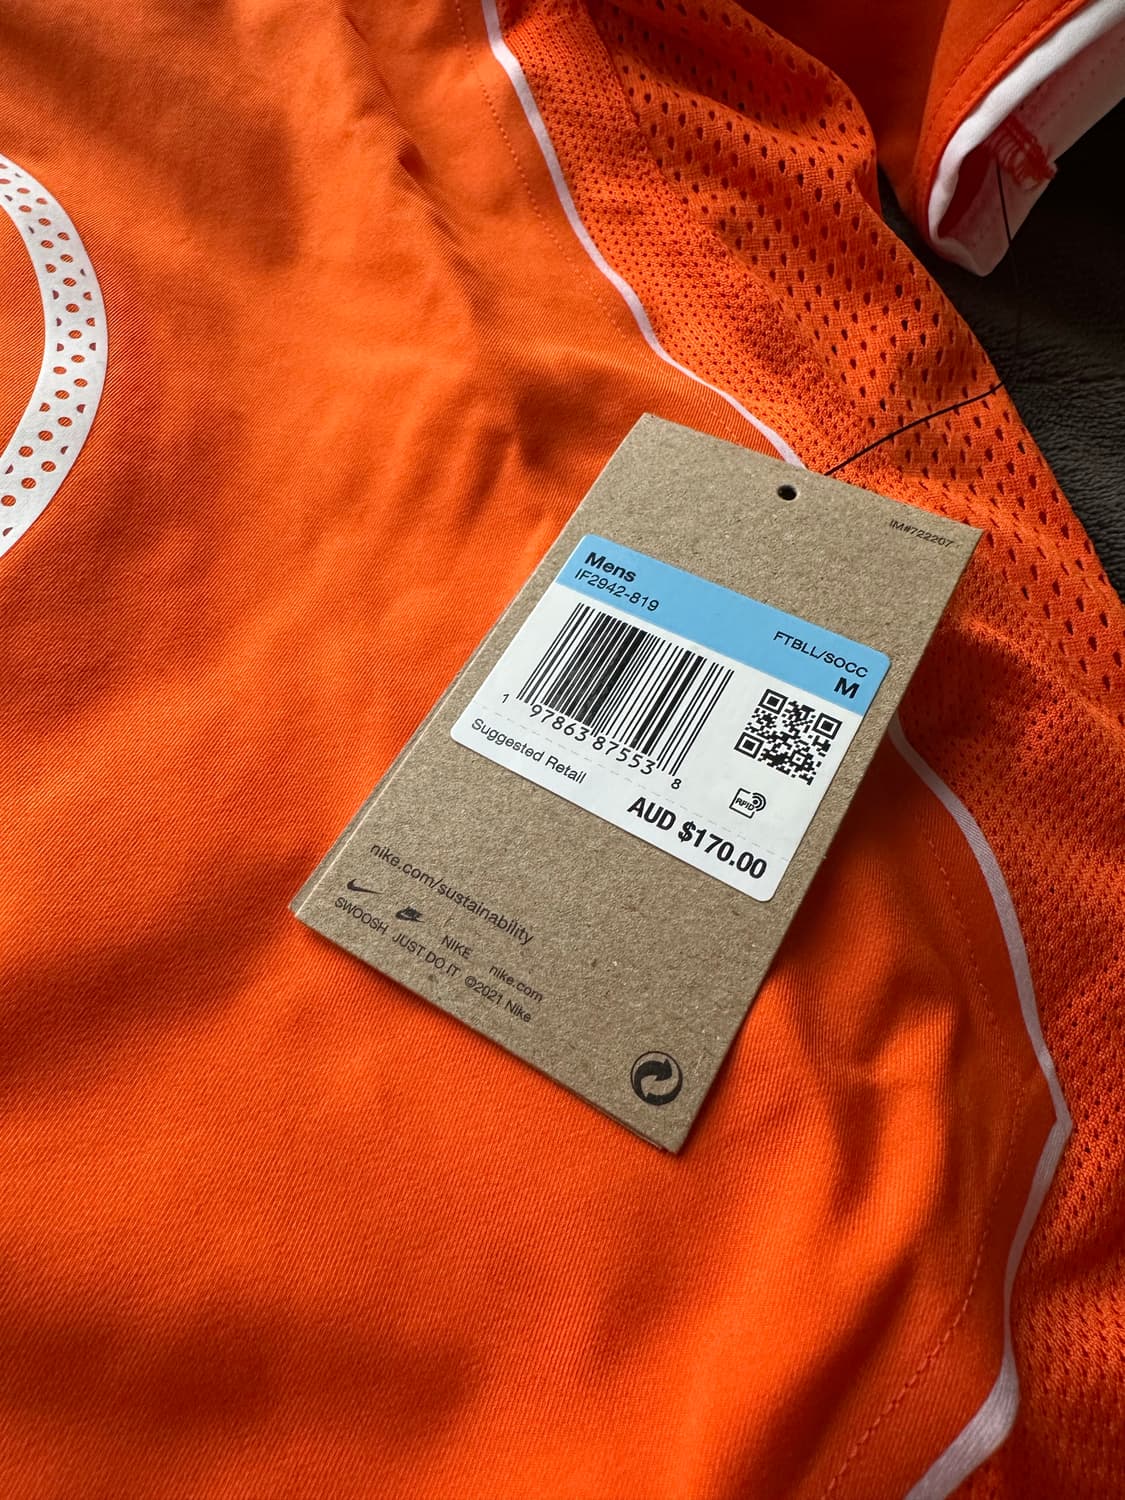 IM#722207
Mens
IF2942-819
FTBLL/SOCC
M
1 97863 87553 8
Suggested Retail
RFID
AUD $170.00
nike.com/sustainability
SWOOSH JUST DO IT NIKE nike.com
©2021 Nike